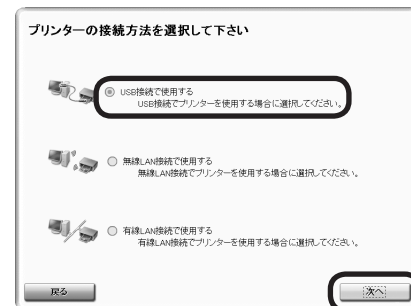 プリンターの接続方法を選択して下さい
USB接続で使用する
USB接続でプリンターを使用する場合に選択してください。
無線LAN接続で使用する
無線LAN接続でプリンターを使用する場合に選択してください。
有線LAN接続で使用する
有線LAN接続でプリンターを使用する場合に選択してください。
戻る
次へ